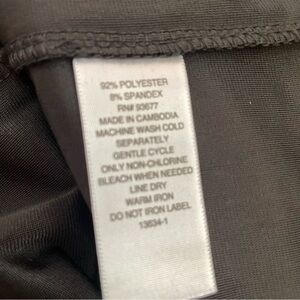 92% POLYESTER
8% SPANDEX
RN# 93677
MADE IN CAMBODIA
MACHINE WASH COLD
SEPARATELY
GENTLE CYCLE
ONLY NON-CHLORINE
BLEACH WHEN NEEDED
LINE DRY
WARM IRON
DO NOT IRON LABEL
13634-1